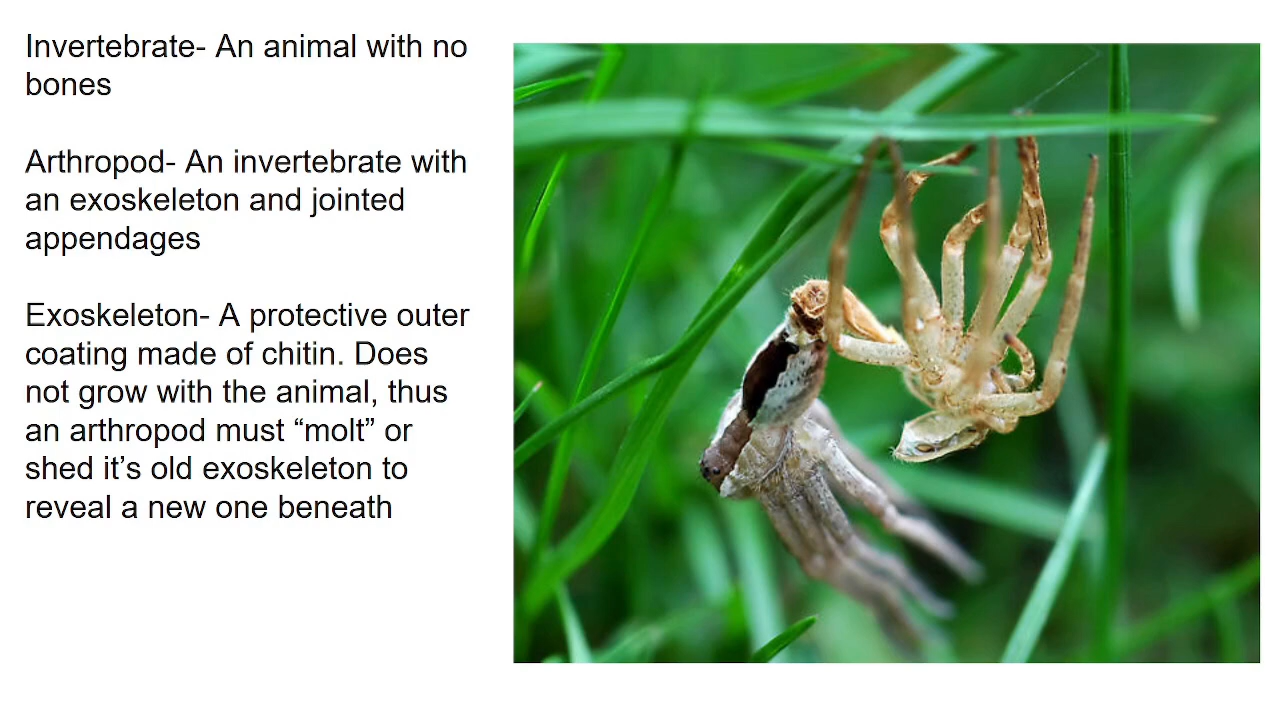 Invertebrate- An animal with no
bones
Arthropod- An invertebrate with
an exoskeleton and jointed
appendages
Exoskeleton- A protective outer
coating made of chitin. Does
not grow with the animal, thus
an arthropod must “molt” or
shed it’s old exoskeleton to
reveal a new one beneath